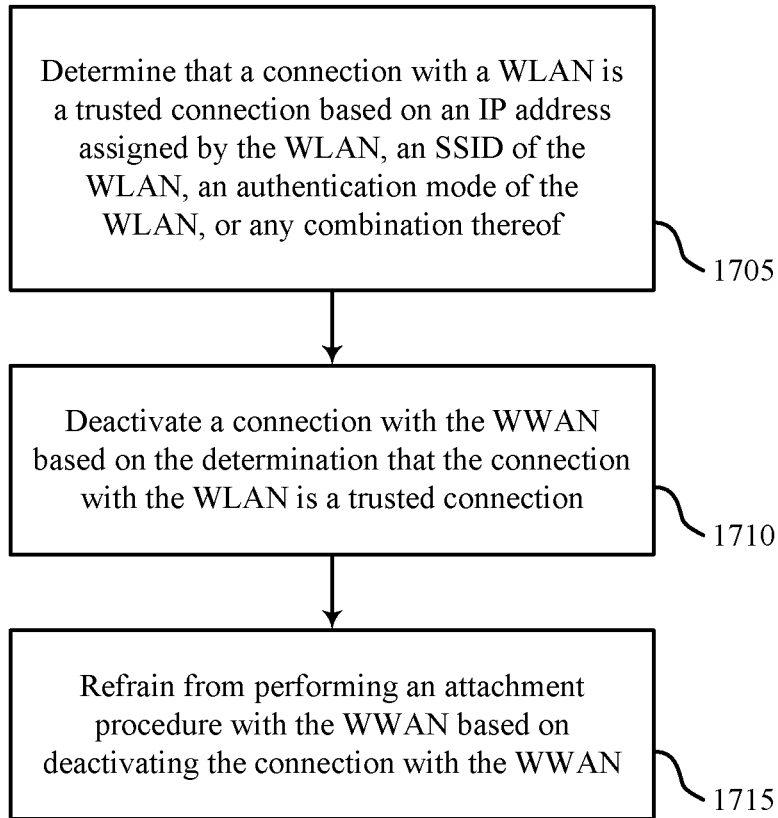 Determine that a connection with a WLAN is
a trusted connection based on an IP address
assigned by the WLAN, an SSID of the
WLAN, an authentication mode of the
WLAN, or any combination thereof
1705
Deactivate a connection with the WWAN
based on the determination that the connection
with the WLAN is a trusted connection
1710
Refrain from performing an attachment
procedure with the WWAN based on
deactivating the connection with the WWAN
1715